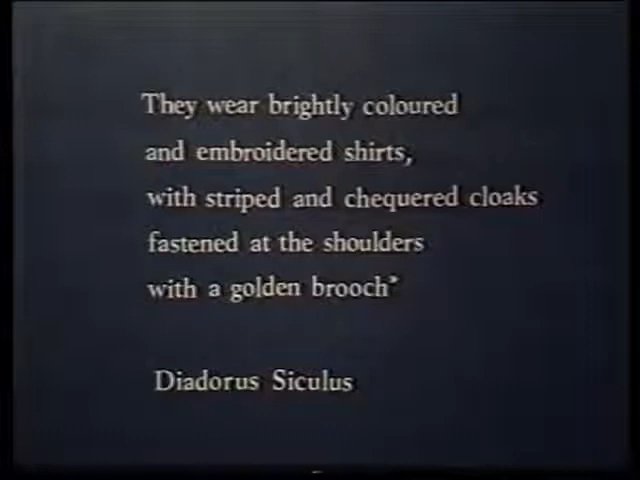 They wear brightly coloured
and embroidered shirts,
with striped and chequered cloaks
fastened at the shoulders
with a golden brooch"
Diadorus Siculus